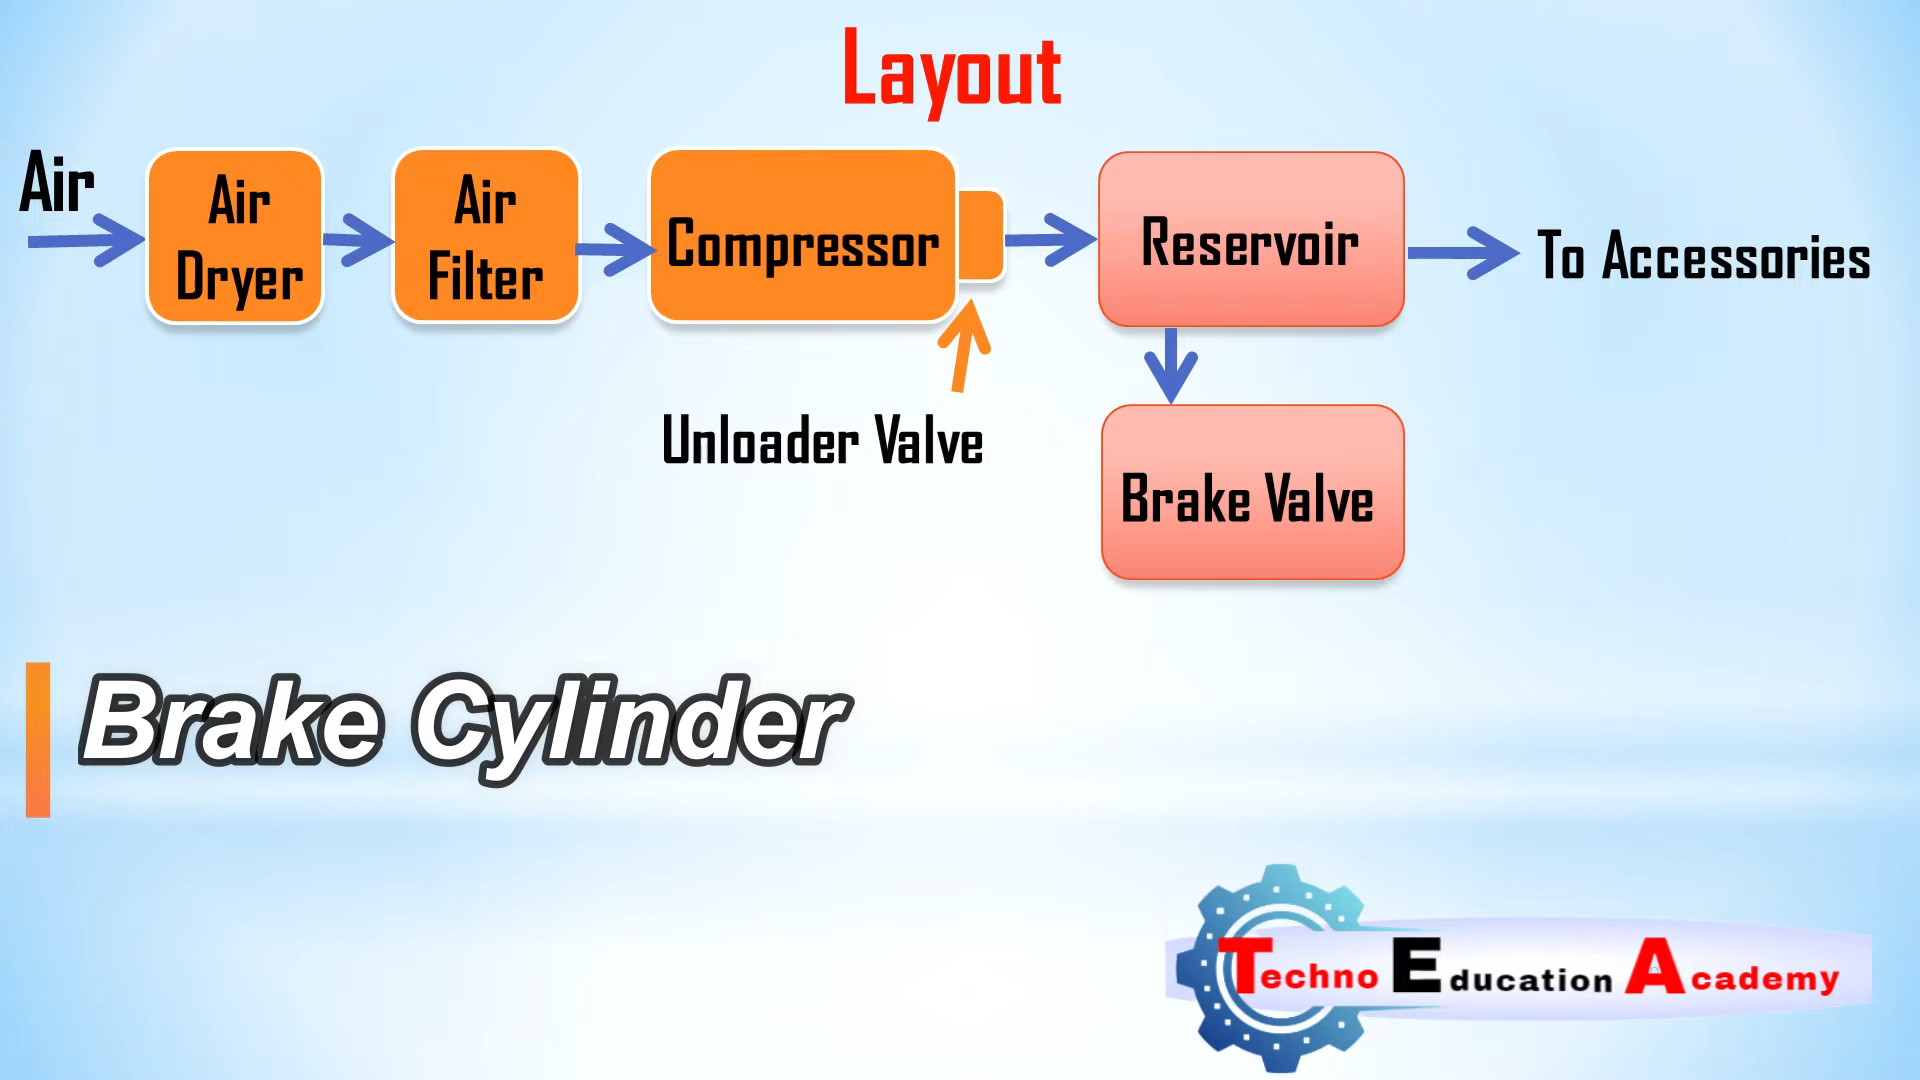 Layout
Air
Air
Dryer
Air
Filter
Compressor
Reservoir
To Accessories
Unloader Valve
Brake Valve
Brake Cylinder
Techno Education Academy